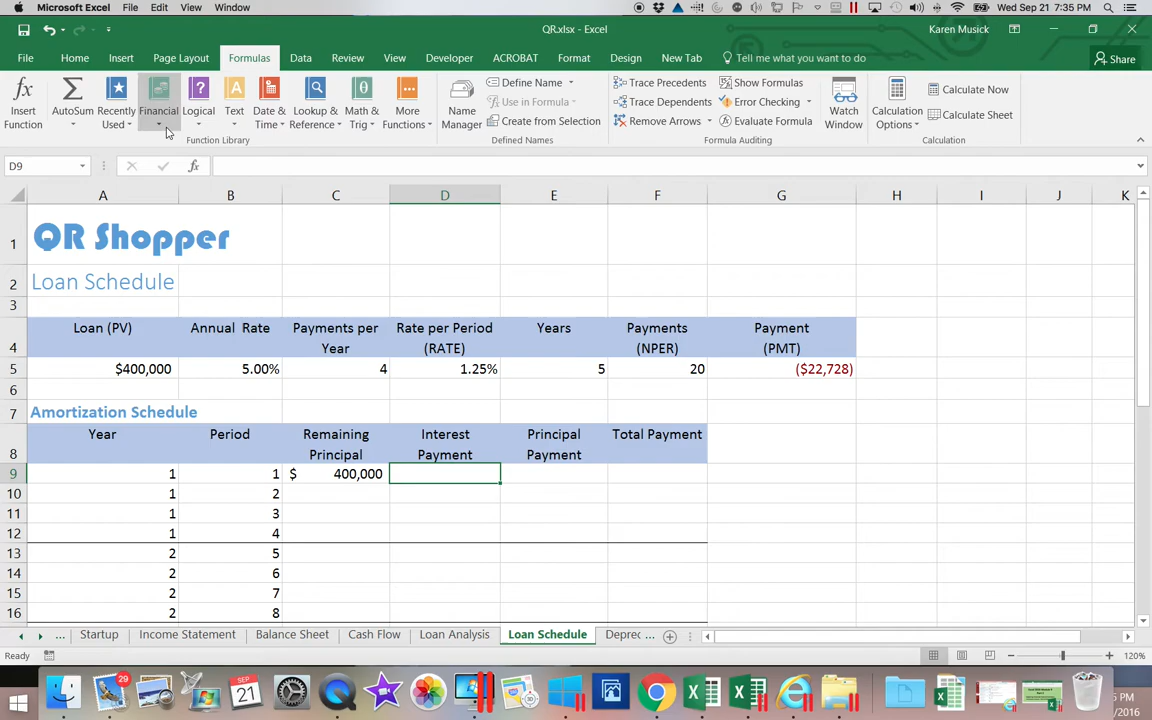 Microsoft Excel File Edit View Window Wed Sep 21 7:35 PM
QR.xlsx - Excel Karen Musick
File Home Insert Page Layout Formulas Data Review View Developer ACROBAT Format Design New Tab Tell me what you want to do Share
Insert Function
AutoSum
Recently Used
Financial
Logical
Text
Date & Time
Lookup & Reference
Math & Trig
More Functions
Function Library
Name Manager
Define Name
Use in Formula
Create from Selection
Defined Names
Trace Precedents
Trace Dependents
Remove Arrows
Show Formulas
Error Checking
Evaluate Formula
Formula Auditing
Watch Window
Calculation Options
Calculate Now
Calculate Sheet
Calculation
D9 fx
A B C D E F G H I J K
1 QR Shopper
2 Loan Schedule
3
4 Loan (PV) Annual Rate Payments per Year Rate per Period (RATE) Years Payments (NPER) Payment (PMT)
5 $400,000 5.00% 4 1.25% 5 20 ($22,728)
6
7 Amortization Schedule
8 Year Period Remaining Principal Interest Payment Principal Payment Total Payment
9 1 1 $ 400,000
10 1 2
11 1 3
12 1 4
13 2 5
14 2 6
15 2 7
16 2 8
... Startup Income Statement Balance Sheet Cash Flow Loan Analysis Loan Schedule Deprec ...
Ready 120%
29
SEP
21
5 PM
/2016